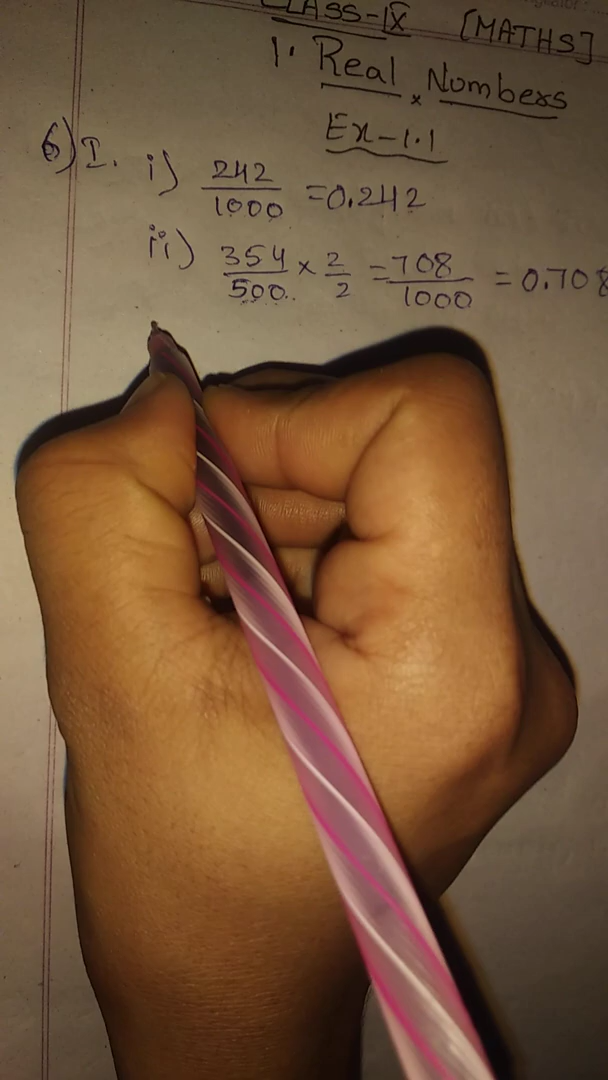 CLASS-IX [MATHS]
1. Real Numbers
Ex-1.1
6) I. i) 242/1000 =0.242
ii) 354/500 × 2/2 = 708/1000 = 0.708